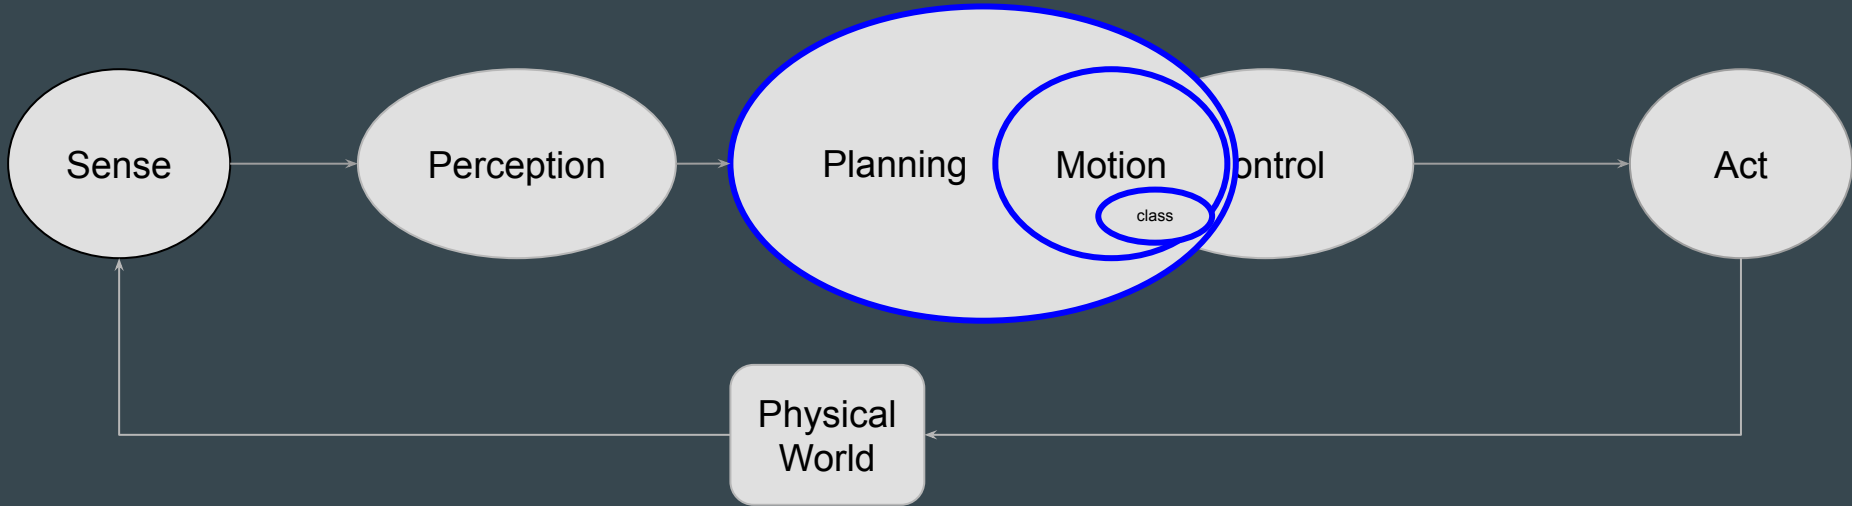 Sense
Perception
Planning
Motion
ontrol
class
Act
Physical
World